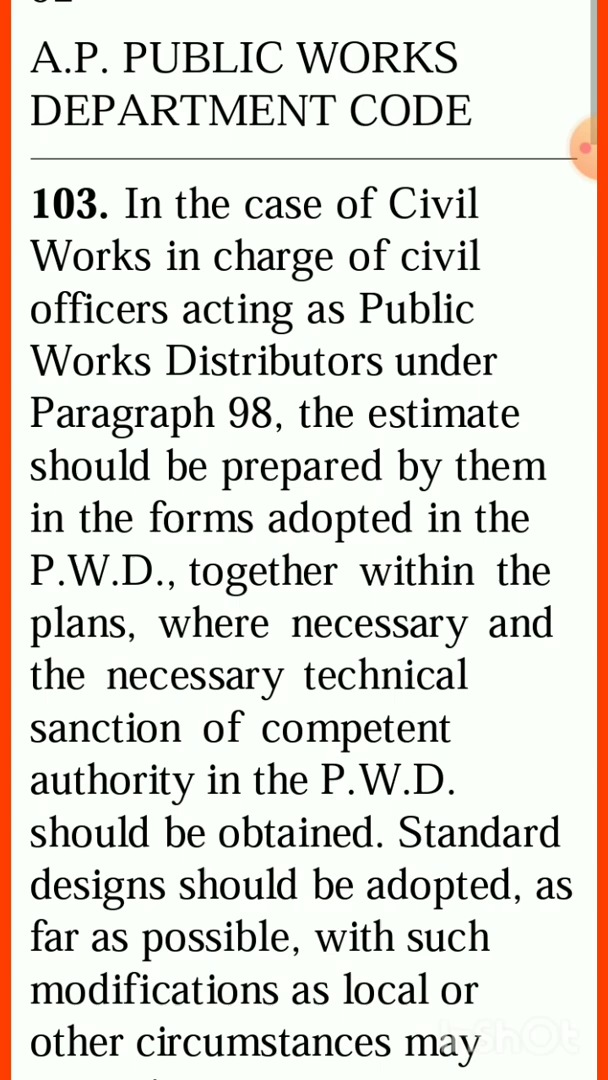 A.P. PUBLIC WORKS
DEPARTMENT CODE
103. In the case of Civil
Works in charge of civil
officers acting as Public
Works Distributors under
Paragraph 98, the estimate
should be prepared by them
in the forms adopted in the
P.W.D., together within the
plans, where necessary and
the necessary technical
sanction of competent
authority in the P.W.D.
should be obtained. Standard
designs should be adopted, as
far as possible, with such
modifications as local or
other circumstances may
InShOt